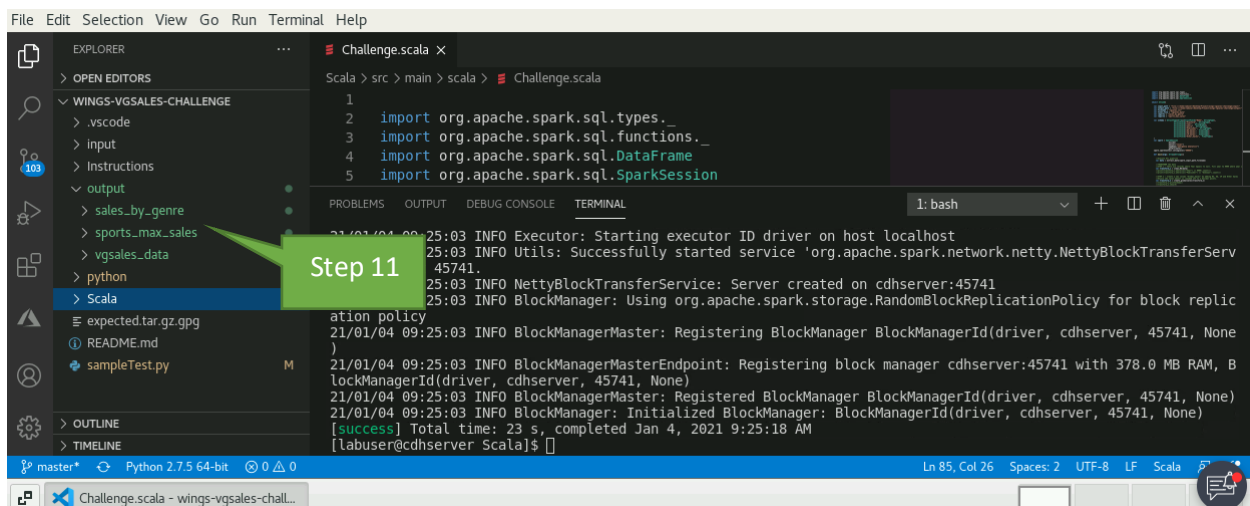 File Edit Selection View Go Run Terminal Help
EXPLORER
OPEN EDITORS
WINGS-VGSALES-CHALLENGE
.vscode
input
Instructions
output
sales_by_genre
sports_max_sales
vgsales_data
python
Scala
expected.tar.gz.gpg
README.md
sampleTest.py M
OUTLINE
TIMELINE
103
Challenge.scala ×
Scala > src > main > scala > Challenge.scala
1
2 import org.apache.spark.sql.types._
3 import org.apache.spark.sql.functions._
4 import org.apache.spark.sql.DataFrame
5 import org.apache.spark.sql.SparkSession
PROBLEMS OUTPUT DEBUG CONSOLE TERMINAL 1: bash
21/01/04 09:25:03 INFO Executor: Starting executor ID driver on host localhost
25:03 INFO Utils: Successfully started service 'org.apache.spark.network.netty.NettyBlockTransferServ
45741.
25:03 INFO NettyBlockTransferService: Server created on cdhserver:45741
25:03 INFO BlockManager: Using org.apache.spark.storage.RandomBlockReplicationPolicy for block replic
ation policy
21/01/04 09:25:03 INFO BlockManagerMaster: Registering BlockManager BlockManagerId(driver, cdhserver, 45741, None
)
21/01/04 09:25:03 INFO BlockManagerMasterEndpoint: Registering block manager cdhserver:45741 with 378.0 MB RAM, B
lockManagerId(driver, cdhserver, 45741, None)
21/01/04 09:25:03 INFO BlockManagerMaster: Registered BlockManager BlockManagerId(driver, cdhserver, 45741, None)
21/01/04 09:25:03 INFO BlockManager: Initialized BlockManager: BlockManagerId(driver, cdhserver, 45741, None)
[success] Total time: 23 s, completed Jan 4, 2021 9:25:18 AM
[labuser@cdhserver Scala]$
Step 11
master* Python 2.7.5 64-bit 0 0 Ln 85, Col 26 Spaces: 2 UTF-8 LF Scala
Challenge.scala - wings-vgsales-chall...